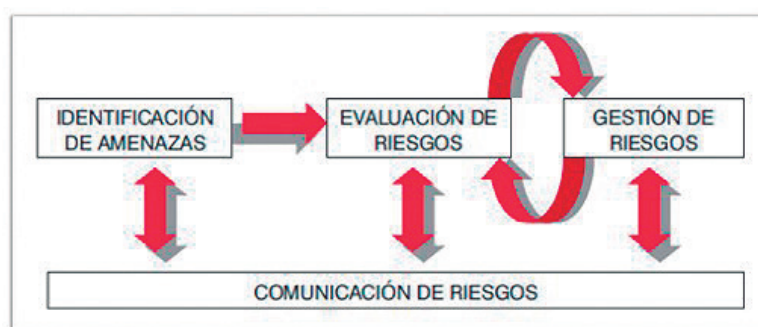 IDENTIFICACIÓN
DE AMENAZAS
EVALUACIÓN DE
RIESGOS
GESTIÓN DE
RIESGOS
COMUNICACIÓN DE RIESGOS